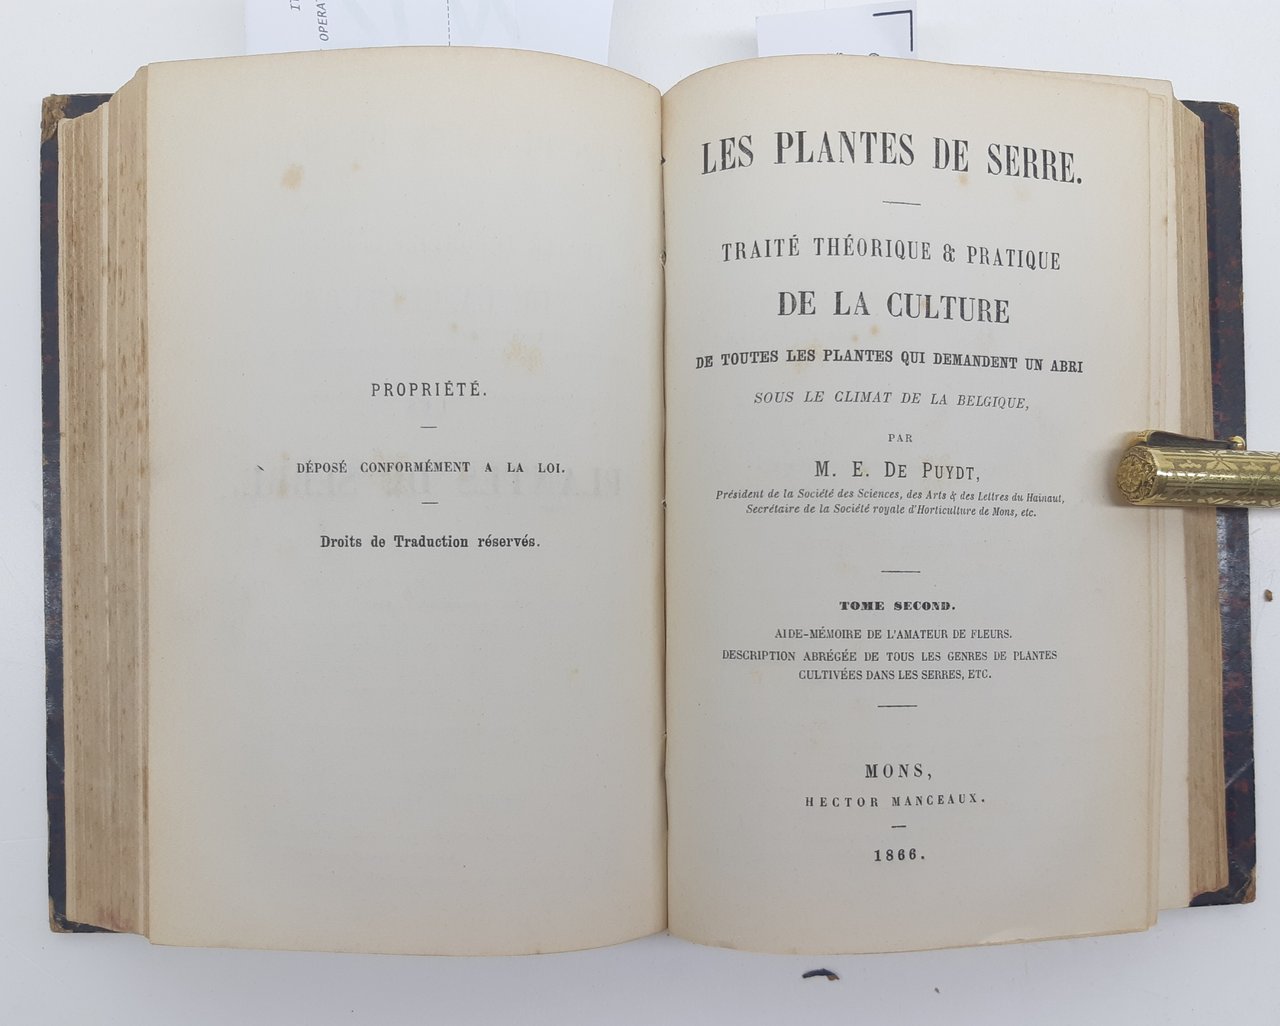 OPERA
PROPRIÉTÉ.
DÉPOSÉ CONFORMÉMENT A LA LOI.
Droits de Traduction réservés.
LES PLANTES DE SERRE.
TRAITÉ THÉORIQUE & PRATIQUE
DE LA CULTURE
DE TOUTES LES PLANTES QUI DEMANDENT UN ABRI
SOUS LE CLIMAT DE LA BELGIQUE,
PAR
M. E. DE PUYDT,
Président de la Société des Sciences, des Arts & des Lettres du Hainaut,
Secrétaire de la Société royale d'Horticulture de Mons, etc.
TOME SECOND.
AIDE-MÉMOIRE DE L'AMATEUR DE FLEURS.
DESCRIPTION ABRÉGÉE DE TOUS LES GENRES DE PLANTES
CULTIVÉES DANS LES SERRES, ETC.
MONS,
HECTOR MANCEAUX.
1866.